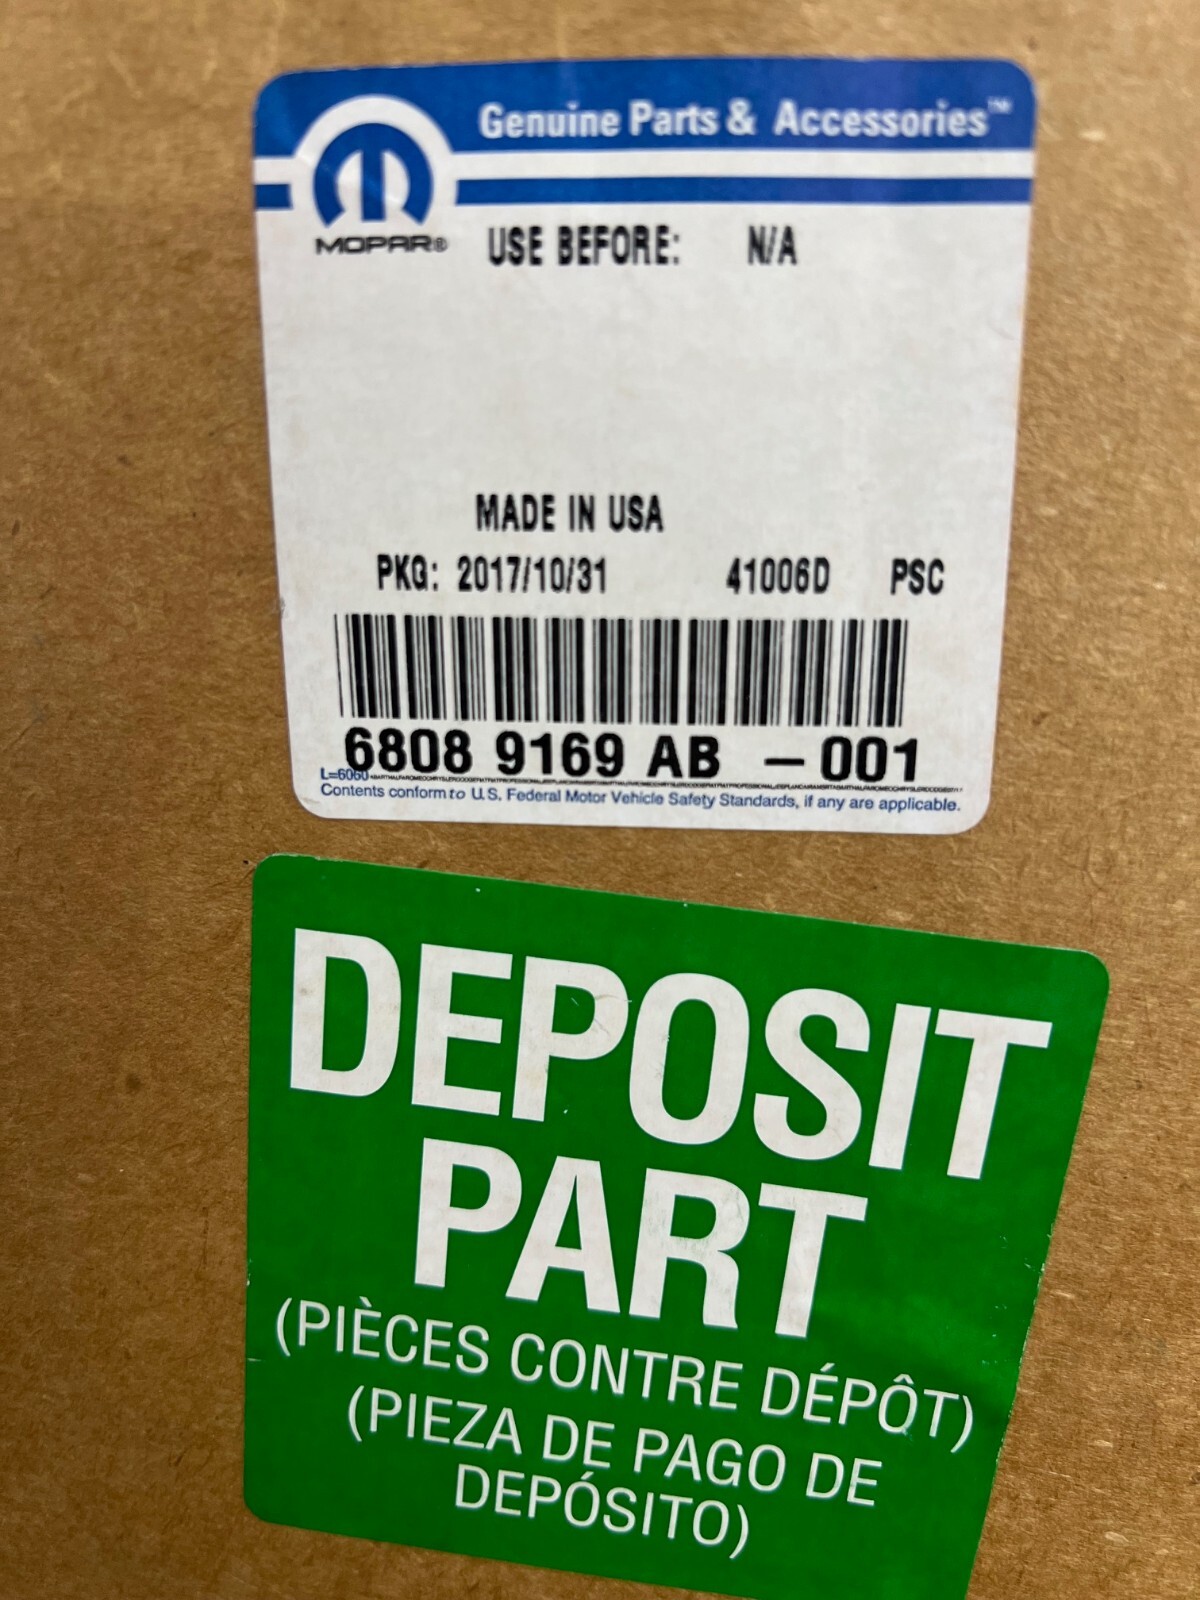 Genuine Parts & Accessories™
MOPAR®
USE BEFORE: N/A
MADE IN USA
PKG: 2017/10/31 41006D PSC
6808 9169 AB - 001
L=6060
Contents conform to U.S. Federal Motor Vehicle Safety Standards, if any are applicable.
DEPOSIT
PART
(PIÈCES CONTRE DÉPÔT)
(PIEZA DE PAGO DE
DEPÓSITO)